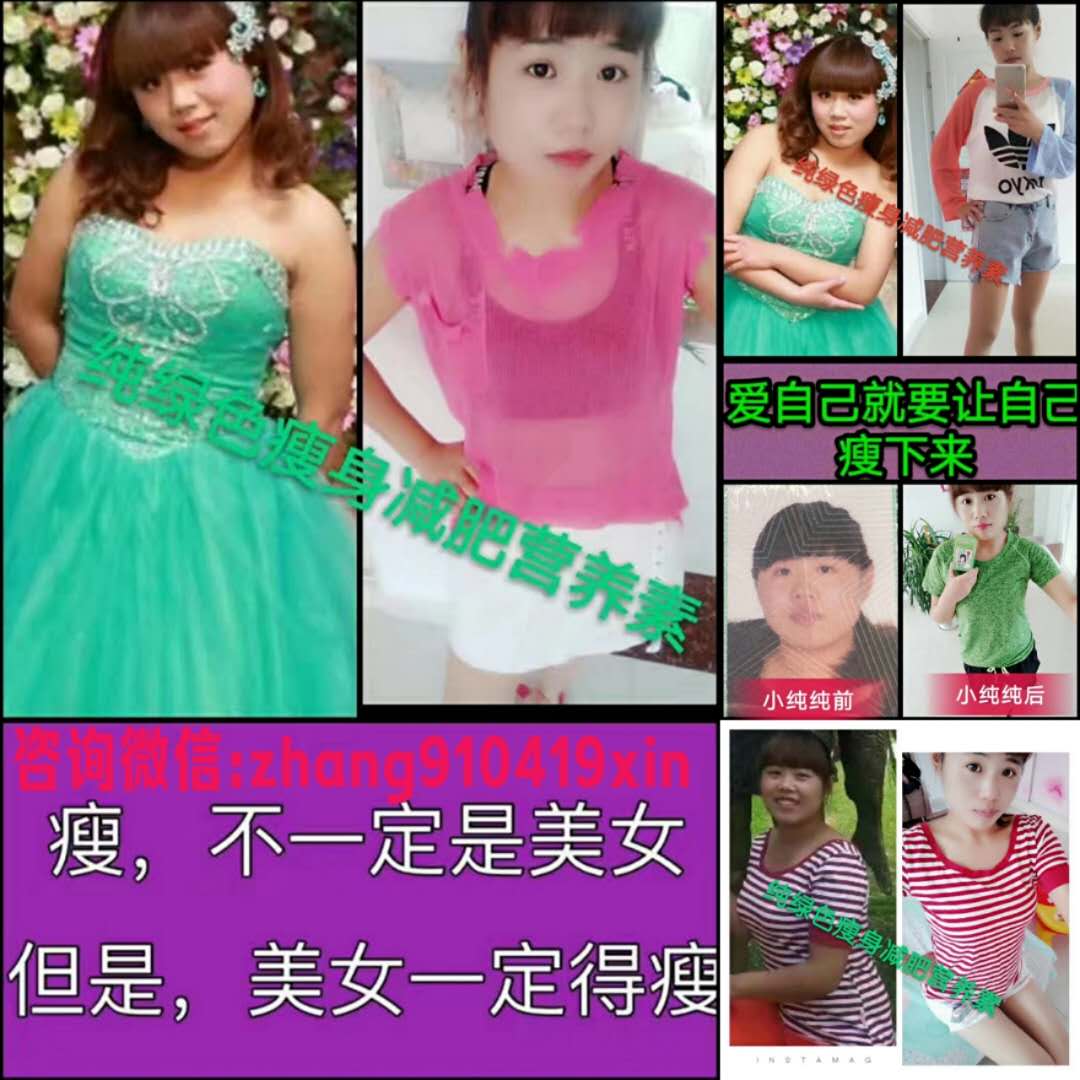 纯绿色瘦身减肥营养素
纯绿色瘦身减肥营养素
OKYO
爱自己就要让自己
瘦下来
小纯纯前
小纯纯后
咨询微信:zhang910419xin
瘦，不一定是美女
但是，美女一定得瘦
纯绿色瘦身减肥营养素
INSTAMAG